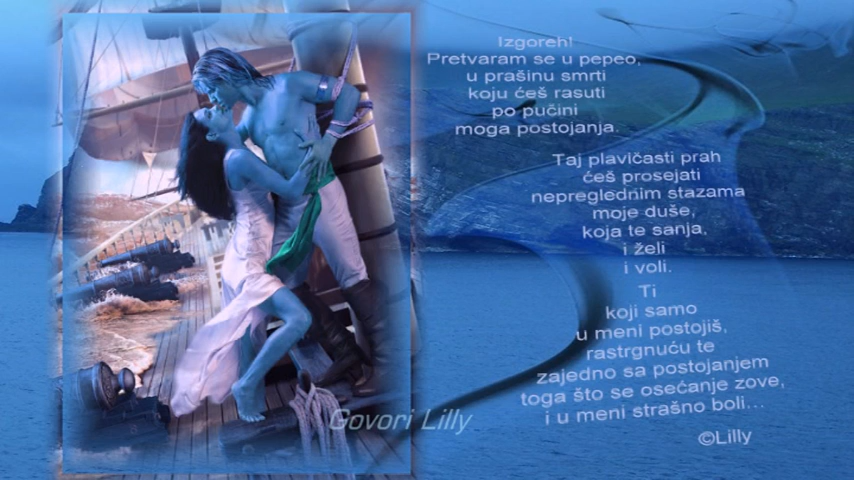 Izgoreh!
Pretvaram se u pepeo,
u prašinu smrti
koju ćeš rasuti
po pučini
moga postojanja.
Taj plavičasti prah
ćeš prosejati
nepreglednim stazama
moje duše,
koja te sanja,
i želi
i voli.
Ti
koji samo
u meni postojiš,
rastrgnuću te
zajedno sa postojanjem
toga što se osećanje zove,
i u meni strašno boli...
©Lilly
Govori Lilly